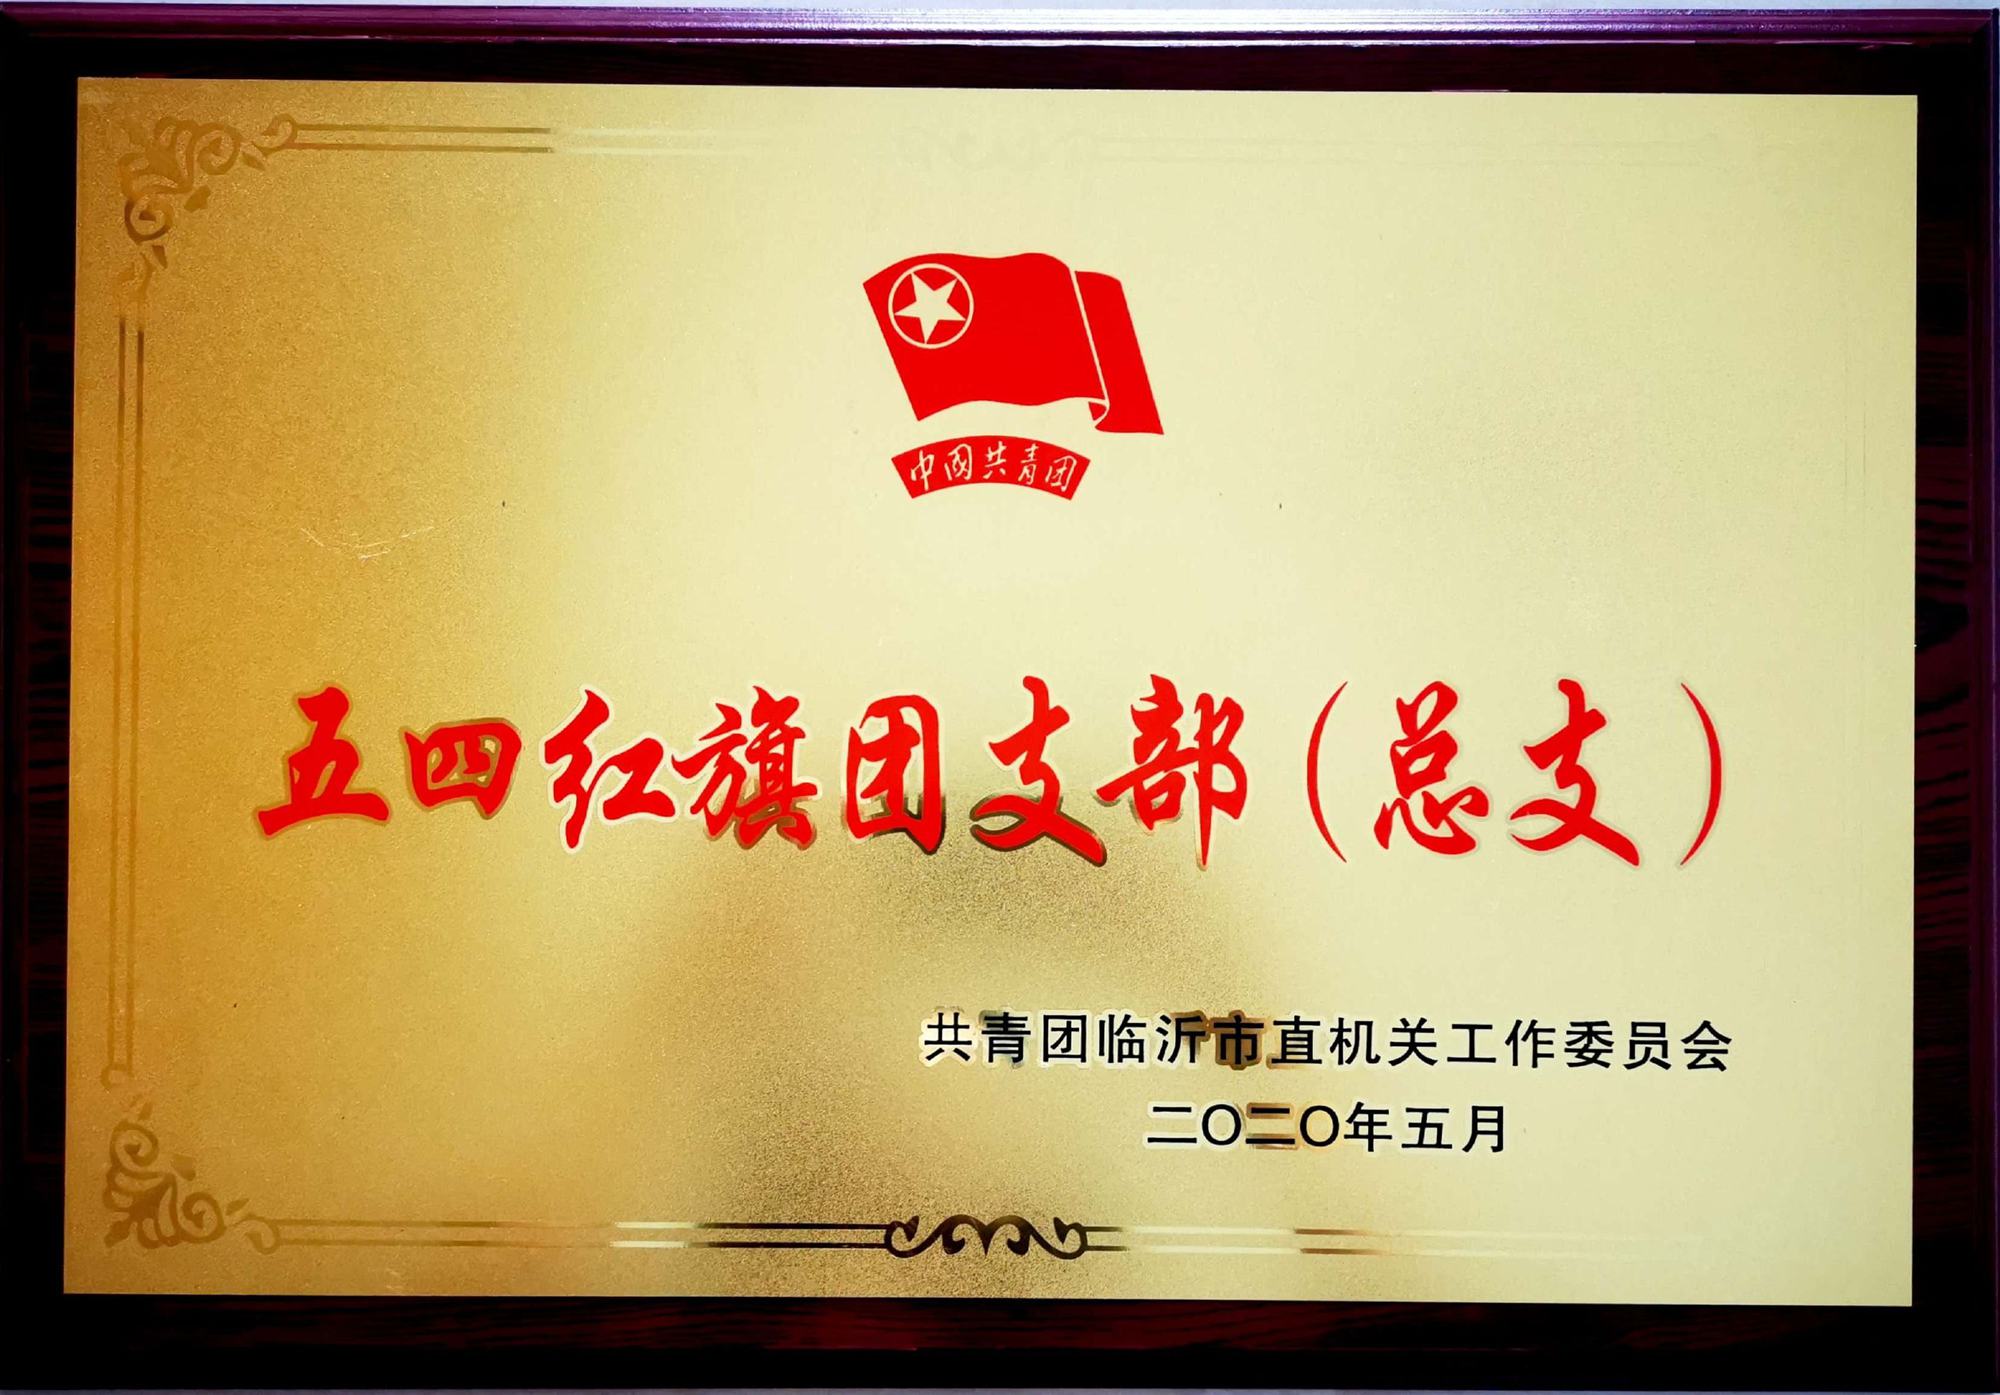 中國共青团
五四红旗团支部（总支）
共青团临沂市直机关工作委员会
二〇二〇年五月